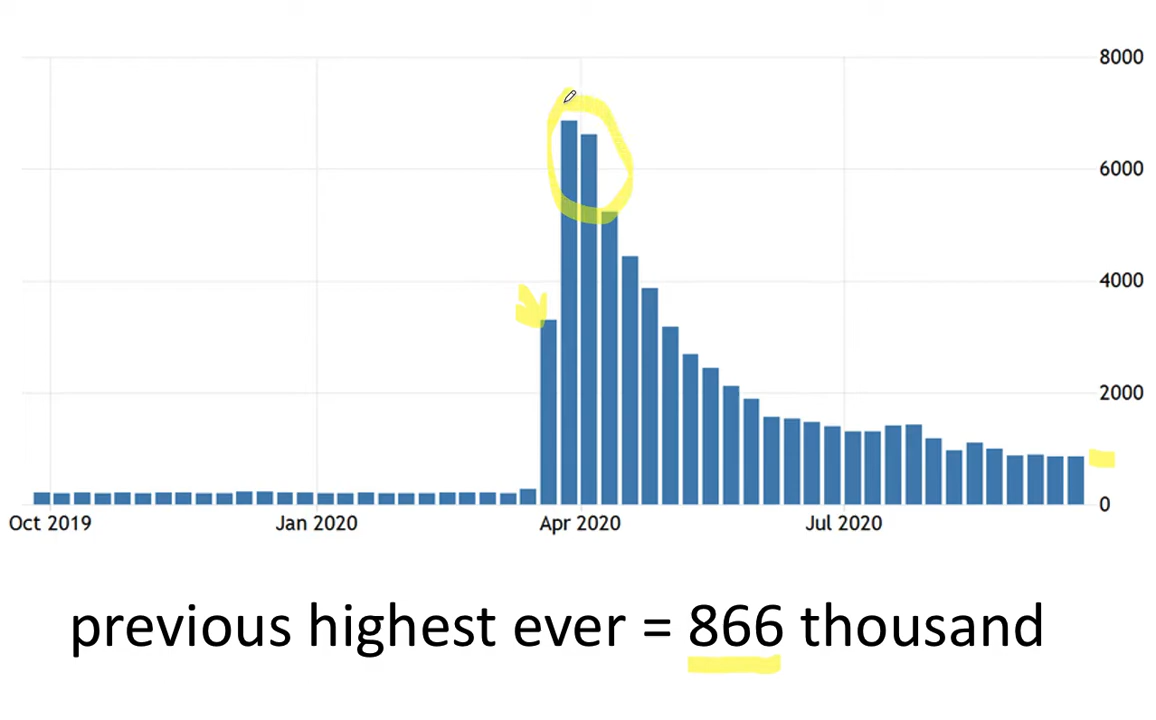 8000
6000
4000
2000
0
Oct 2019 Jan 2020 Apr 2020 Jul 2020
previous highest ever = 866 thousand